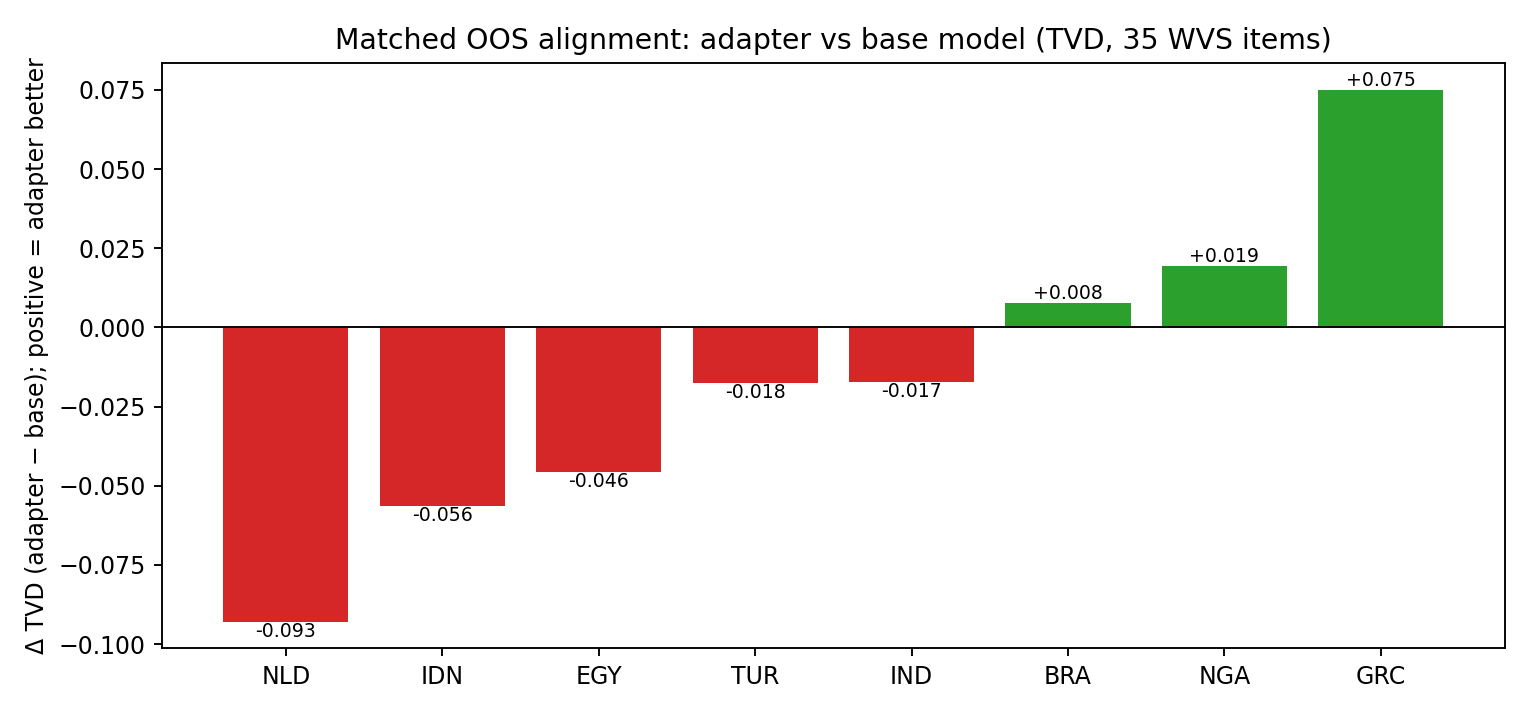 Matched OOS alignment: adapter vs base model (TVD, 35 WVS items)
Δ TVD (adapter − base); positive = adapter better
0.075
0.050
0.025
0.000
−0.025
−0.050
−0.075
−0.100
-0.093
-0.056
-0.046
-0.018
-0.017
+0.008
+0.019
+0.075
NLD
IDN
EGY
TUR
IND
BRA
NGA
GRC